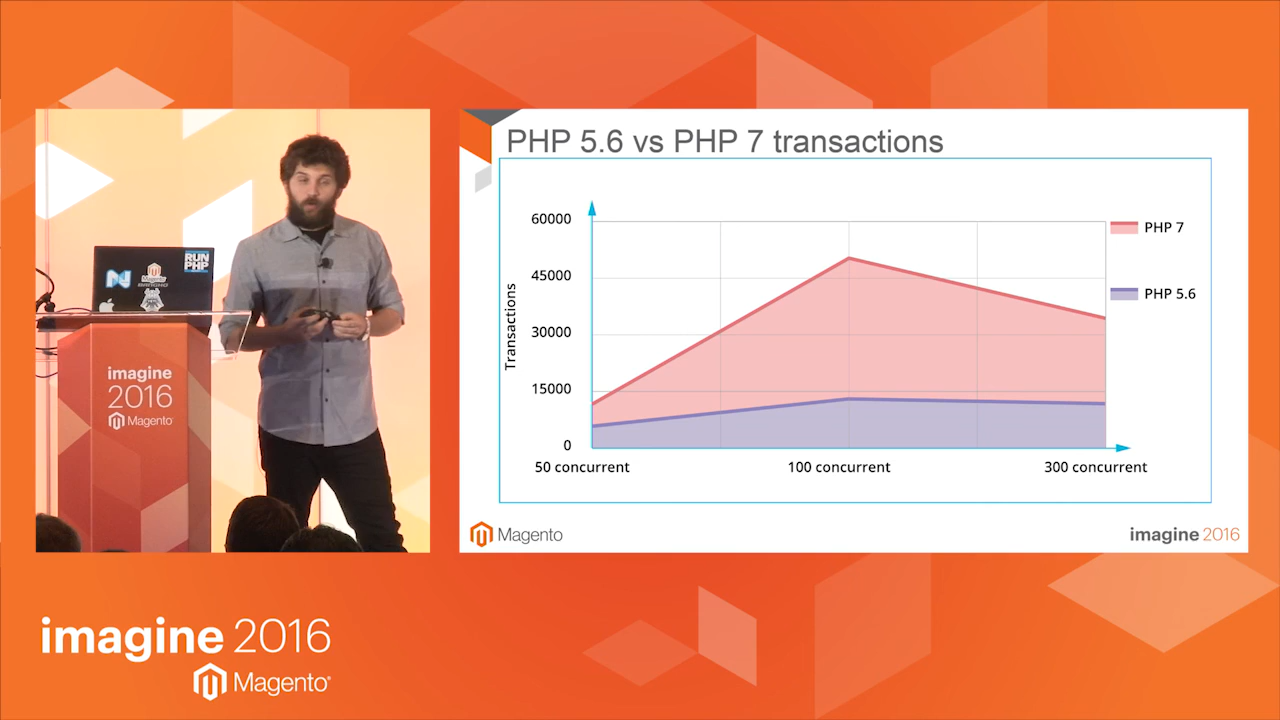 PHP 5.6 vs PHP 7 transactions
60000
45000
30000
15000
0
Transactions
50 concurrent
100 concurrent
300 concurrent
PHP 7
PHP 5.6
Magento
imagine 2016
RUN
PHP
Magento
imagine
2016
Magento
imagine 2016
Magento